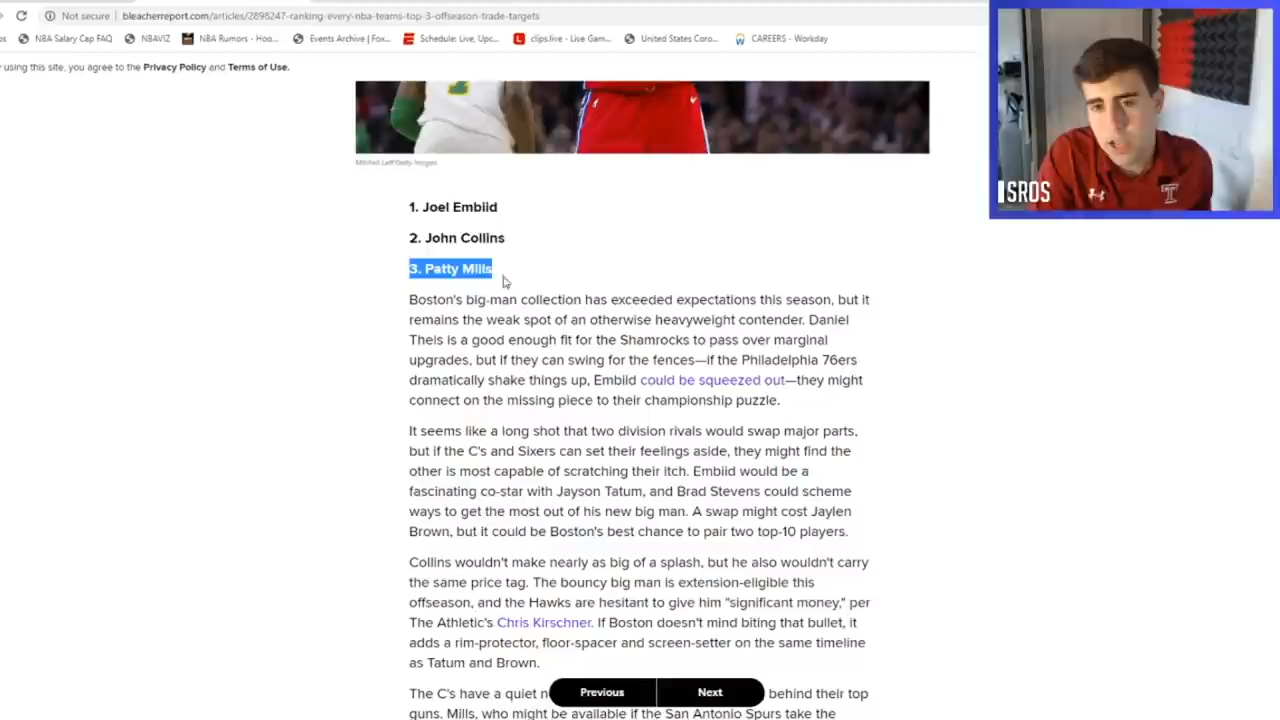 Not secure | bleacherreport.com/articles/2898247-ranking-every-nba-teams-top-3-offseason-trade-targets
NBA Salary Cap FAQ NBAVIZ NBA Rumors - Hoo... Events Archive | Fox... Schedule: Live, Upc... clips.live - Live Gam... United States Coro... CAREERS - Workday
using this site, you agree to the Privacy Policy and Terms of Use.
Mitchell Leff/Getty Images
SROS
1. Joel Embiid
2. John Collins
3. Patty Mills
Boston's big-man collection has exceeded expectations this season, but it
remains the weak spot of an otherwise heavyweight contender. Daniel
Theis is a good enough fit for the Shamrocks to pass over marginal
upgrades, but if they can swing for the fences—if the Philadelphia 76ers
dramatically shake things up, Embiid could be squeezed out—they might
connect on the missing piece to their championship puzzle.
It seems like a long shot that two division rivals would swap major parts,
but if the C's and Sixers can set their feelings aside, they might find the
other is most capable of scratching their itch. Embiid would be a
fascinating co-star with Jayson Tatum, and Brad Stevens could scheme
ways to get the most out of his new big man. A swap might cost Jaylen
Brown, but it could be Boston's best chance to pair two top-10 players.
Collins wouldn't make nearly as big of a splash, but he also wouldn't carry
the same price tag. The bouncy big man is extension-eligible this
offseason, and the Hawks are hesitant to give him "significant money," per
The Athletic's Chris Kirschner. If Boston doesn't mind biting that bullet, it
adds a rim-protector, floor-spacer and screen-setter on the same timeline
as Tatum and Brown.
The C's have a quiet n behind their top
Previous Next
guns. Mills, who might be available if the San Antonio Spurs take the